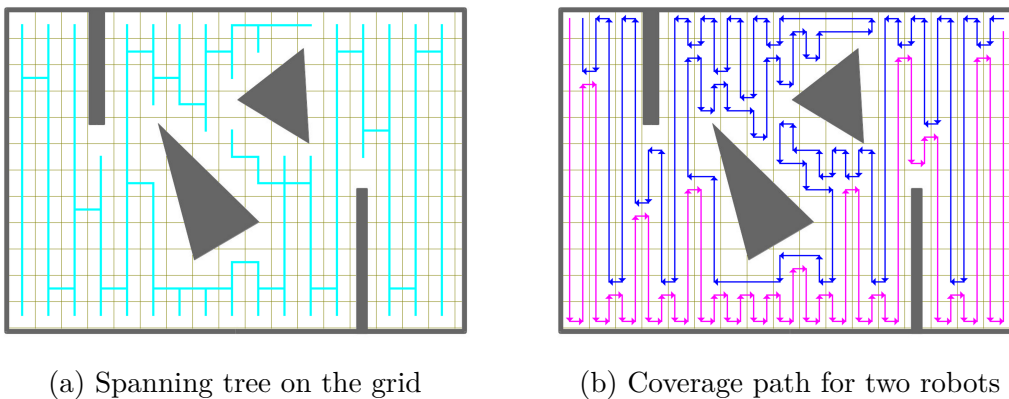 (a) Spanning tree on the grid
(b) Coverage path for two robots